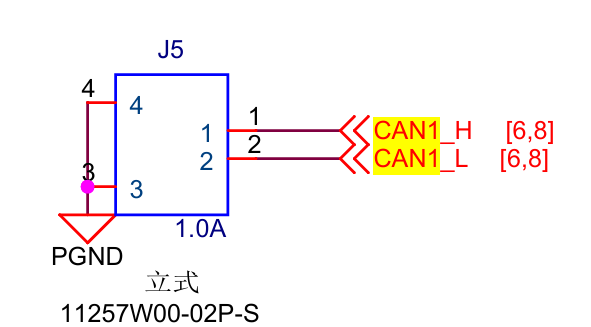 J5
4 4
1 1 CAN1_H [6,8]
2 2 CAN1_L [6,8]
3 3
1.0A
PGND
立式
11257W00-02P-S